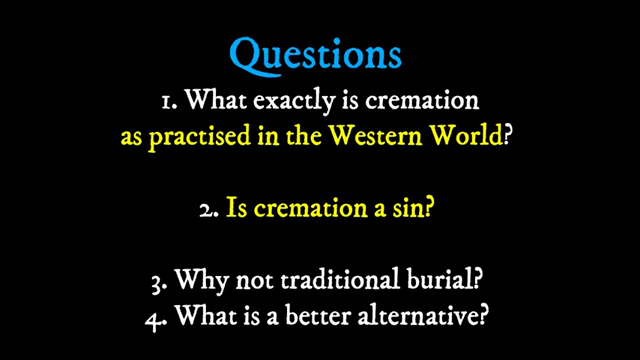 Questions
1. What exactly is cremation
as practised in the Western World?
2. Is cremation a sin?
3. Why not traditional burial?
4. What is a better alternative?